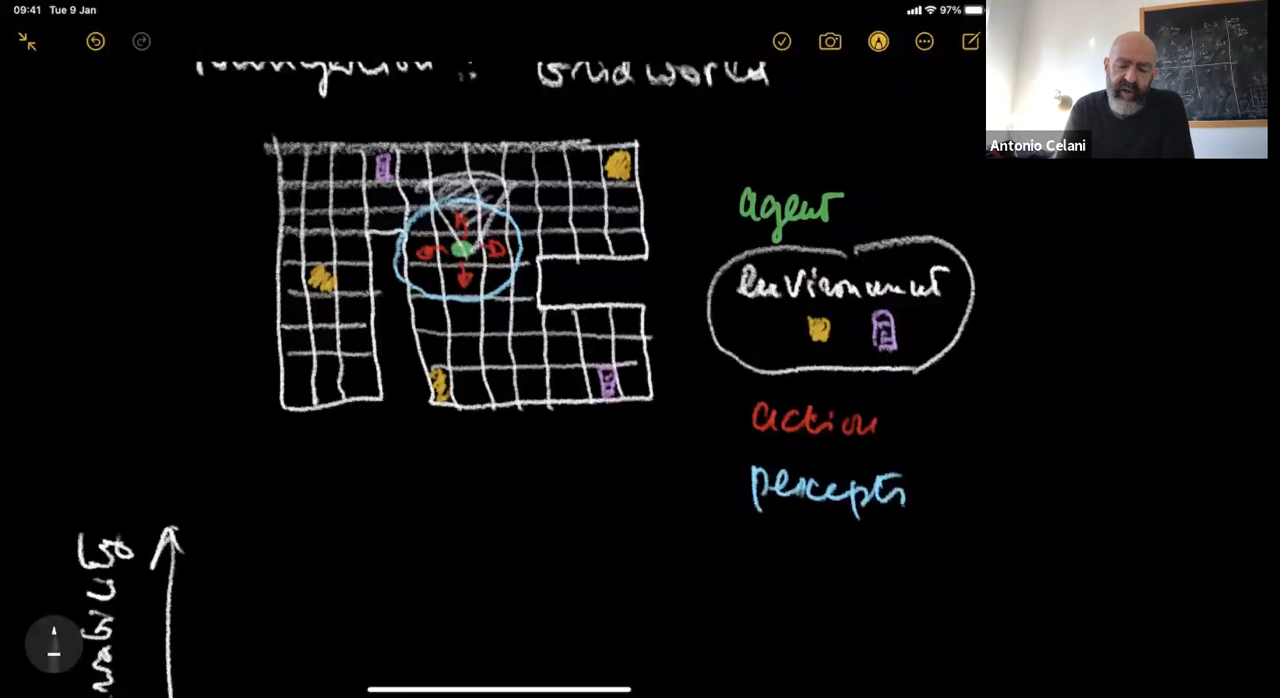 09:41 Tue 9 Jan
97%
Gridworld
Antonio Celani
agent
environment
action
percepts